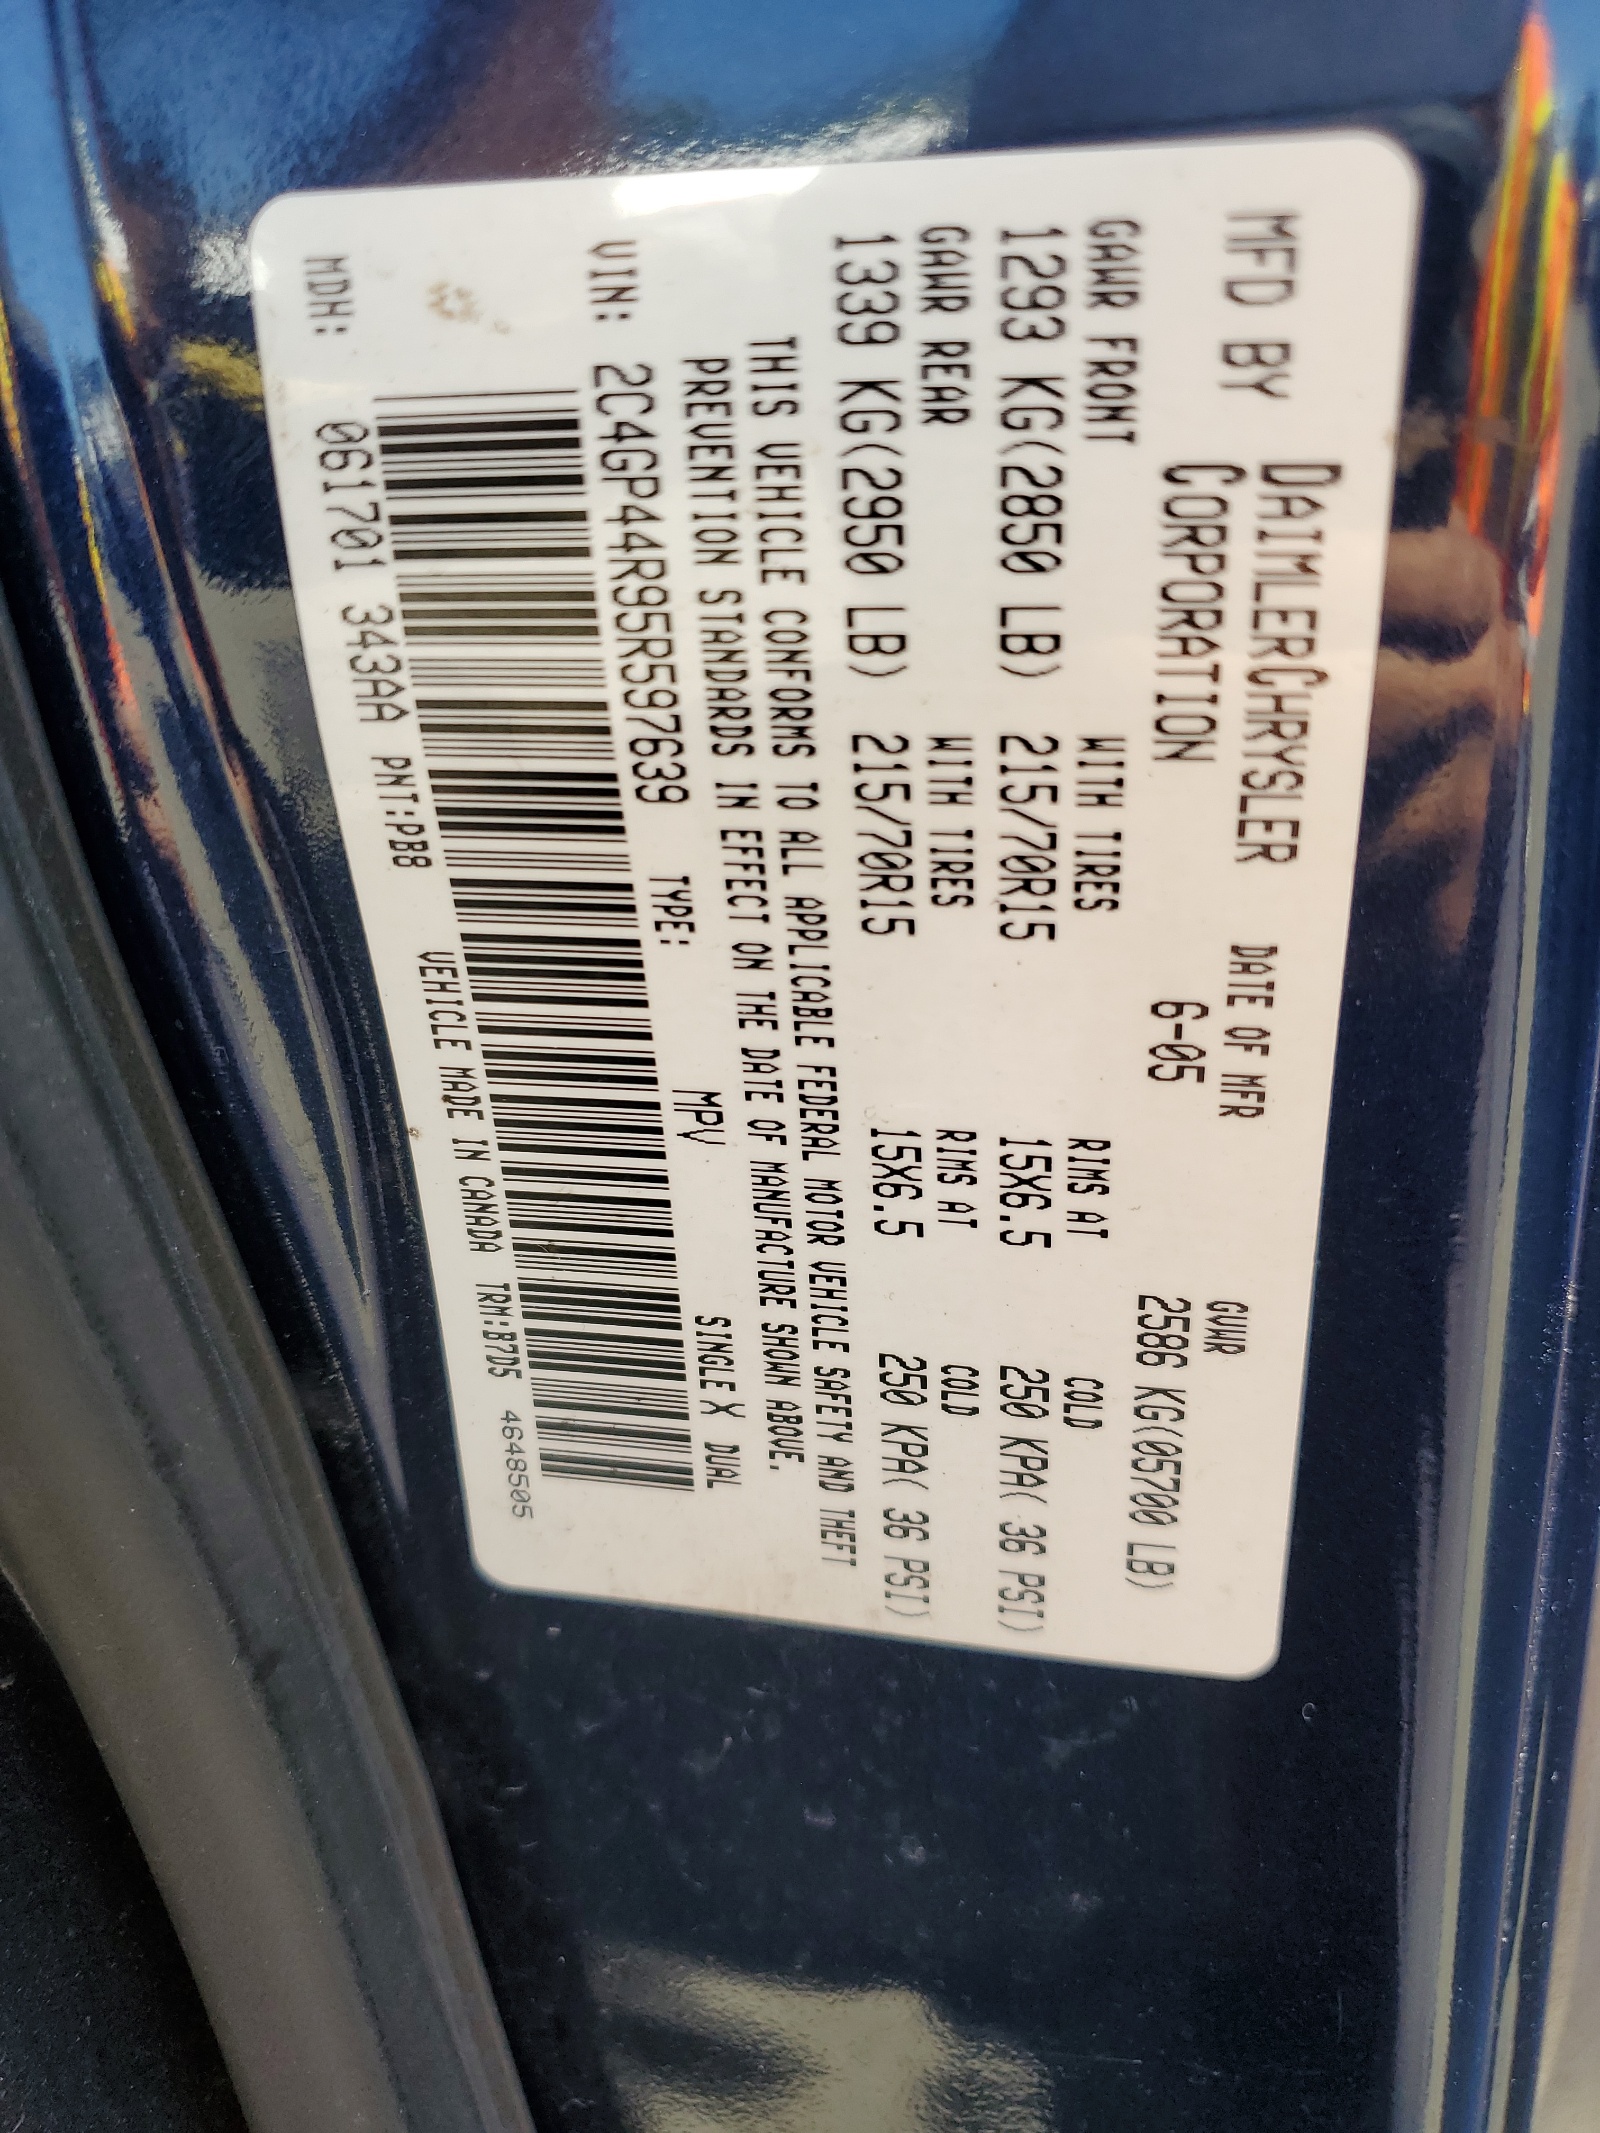 MFD BY DAIMLERCHRYSLER CORPORATION DATE OF MFR 6-05 GVWR 2586 KG(05700 LB)
GAWR FRONT WITH TIRES RIMS AT COLD
1293 KG(2850 LB) 215/70R15 15X6.5 250 KPA( 36 PSI)
GAWR REAR WITH TIRES RIMS AT COLD
1339 KG(2950 LB) 215/70R15 15X6.5 250 KPA( 36 PSI)
THIS VEHICLE CONFORMS TO ALL APPLICABLE FEDERAL MOTOR VEHICLE SAFETY AND THEFT
PREVENTION STANDARDS IN EFFECT ON THE DATE OF MANUFACTURE SHOWN ABOVE.
VIN: 2C4GP44R95R597639 TYPE: MPV SINGLE X DUAL
MDH: 061701 343AA PNT:PB8 VEHICLE MADE IN CANADA TRM:B7D5 4648505